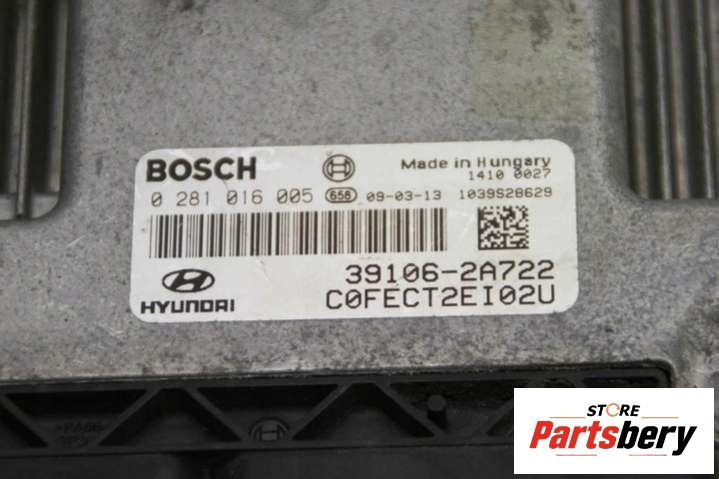 BOSCH
Made in Hungary
1410 0027
0 281 016 005 658 09-03-13 1039S28629
HYUNDAI
39106-2A722
C0FECT2EI02U
STORE
Partsbery